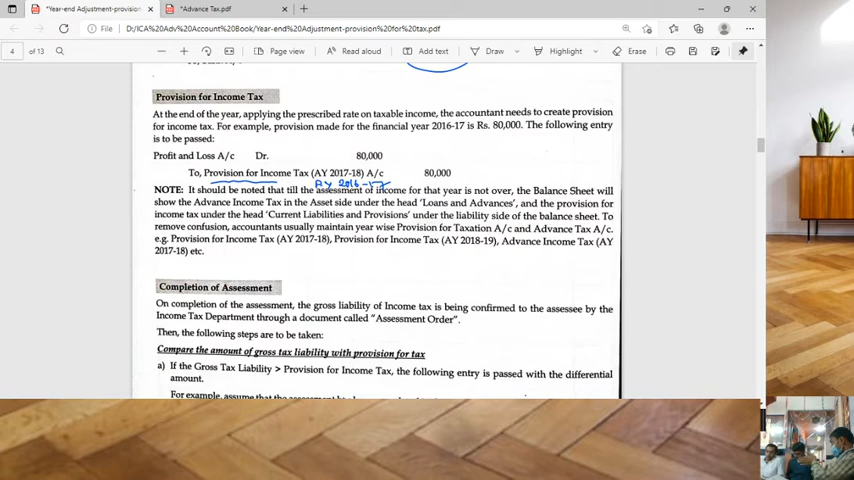 *Year-end Adjustment-provision
*Advance Tax.pdf
File
D:/ICA%20Adv%20Account%20Book/Year-end%20Adjustment-provision%20for%20tax.pdf
4 of 13
Page view
Read aloud
Add text
Draw
Highlight
Erase
Provision for Income Tax
At the end of the year, applying the prescribed rate on taxable income, the accountant needs to create provision
for income tax. For example, provision made for the financial year 2016-17 is Rs. 80,000. The following entry
is to be passed:
Profit and Loss A/c Dr. 80,000
To, Provision for Income Tax (AY 2017-18) A/c 80,000
AY 2016-17
NOTE: It should be noted that till the assessment of income for that year is not over, the Balance Sheet will
show the Advance Income Tax in the Asset side under the head 'Loans and Advances', and the provision for
income tax under the head 'Current Liabilities and Provisions' under the liability side of the balance sheet. To
remove confusion, accountants usually maintain year wise Provision for Taxation A/c and Advance Tax A/c.
e.g. Provision for Income Tax (AY 2017-18), Provision for Income Tax (AY 2018-19), Advance Income Tax (AY
2017-18) etc.
Completion of Assessment
On completion of the assessment, the gross liability of Income tax is being confirmed to the assessee by the
Income Tax Department through a document called "Assessment Order".
Then, the following steps are to be taken:
Compare the amount of gross tax liability with provision for tax
a) If the Gross Tax Liability > Provision for Income Tax, the following entry is passed with the differential
amount.
For example, assume that the assessment